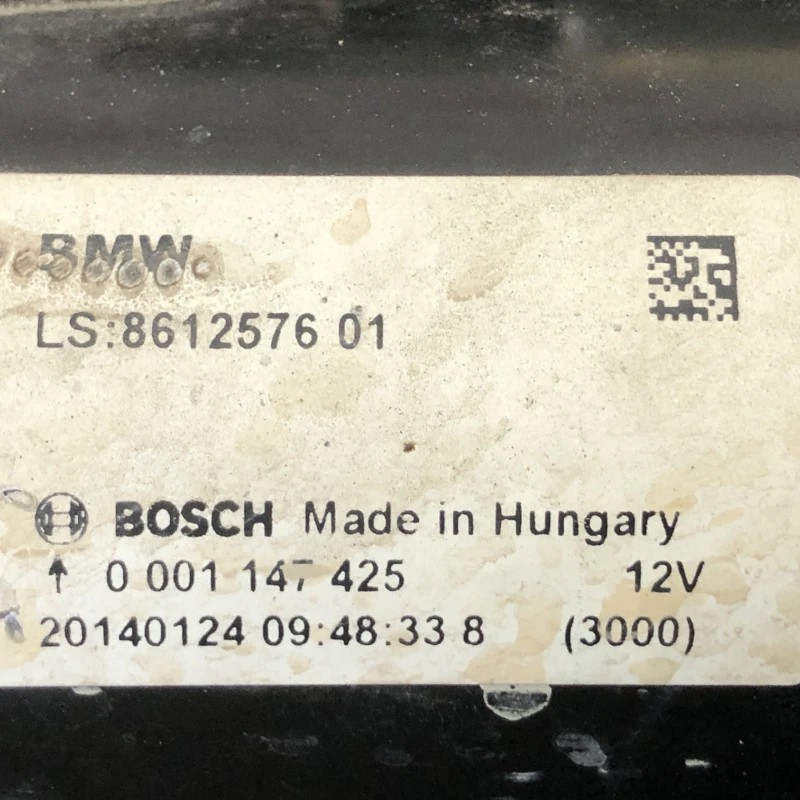 BMW
LS:8612576 01
BOSCH Made in Hungary
↑ 0 001 147 425 12V
20140124 09:48:33 8 (3000)